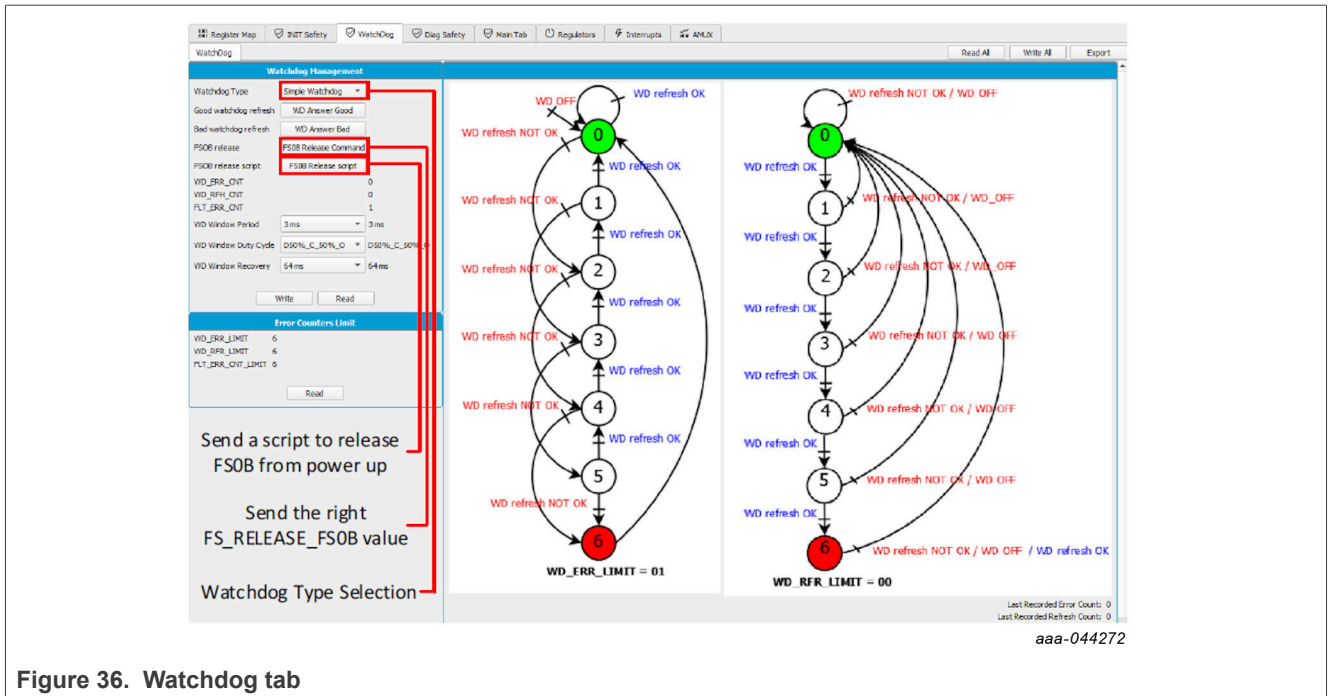 Register Map INIT Safety WatchDog Diag Safety Main Tab Regulators Interrupts AMUX
WatchDog Read All Write All Export
Watchdog Management
Watchdog Type Simple Watchdog
Good watchdog refresh WD Answer Good
Bad watchdog refresh WD Answer Bad
FS0B release FS0B Release Command
FS0B release script FS0B Release script
WD_ERR_CNT 0
WD_RFH_CNT 0
FLT_ERR_CNT 1
WD Window Period 3 ms 3 ms
WD Window Duty Cycle D50%_C_50%_O D50%_C_50%_O
WD Window Recovery 64 ms 64 ms
Write Read
Error Counters Limit
WD_ERR_LIMIT 6
WD_RFR_LIMIT 6
FLT_ERR_CNT_LIMIT 6
Read
Send a script to release
FS0B from power up
Send the right
FS_RELEASE_FS0B value
Watchdog Type Selection
WD OFF
WD refresh OK
WD refresh NOT OK
0
WD refresh OK
WD refresh NOT OK
1
WD refresh OK
WD refresh NOT OK
2
WD refresh OK
WD refresh NOT OK
3
WD refresh OK
WD refresh NOT OK
4
WD refresh OK
5
WD refresh NOT OK
6
WD_ERR_LIMIT = 01
WD refresh NOT OK / WD OFF
0
WD refresh OK
WD refresh NOT OK / WD_OFF
1
WD refresh OK
WD refresh NOT OK / WD_OFF
2
WD refresh OK
WD refresh NOT OK / WD OFF
3
WD refresh OK
WD refresh NOT OK / WD OFF
4
WD refresh OK
WD refresh NOT OK / WD OFF
5
WD refresh OK
WD refresh NOT OK / WD OFF / WD refresh OK
6
WD_RFR_LIMIT = 00
Last Recorded Error Count: 0
Last Recorded Refresh Count: 0
aaa-044272
Figure 36. Watchdog tab